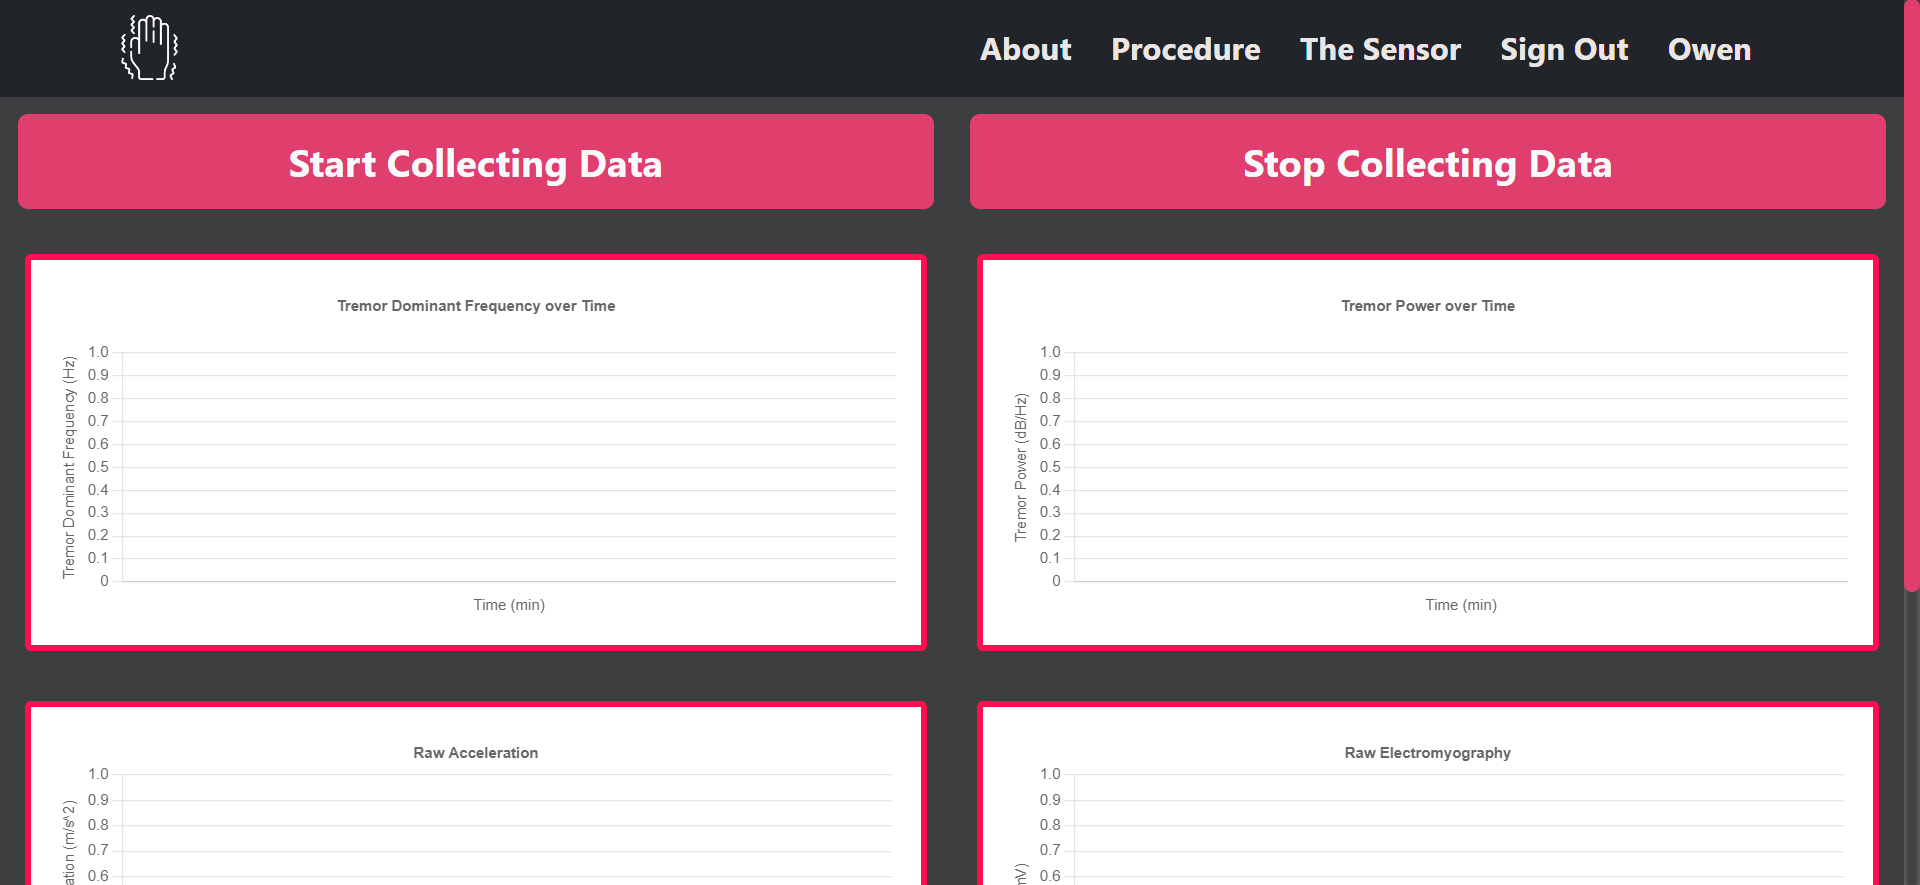 About Procedure The Sensor Sign Out Owen
Start Collecting Data
Stop Collecting Data
Tremor Dominant Frequency over Time
Tremor Dominant Frequency (Hz)
1.0
0.9
0.8
0.7
0.6
0.5
0.4
0.3
0.2
0.1
0
Time (min)
Tremor Power over Time
Tremor Power (dB/Hz)
1.0
0.9
0.8
0.7
0.6
0.5
0.4
0.3
0.2
0.1
0
Time (min)
Raw Acceleration
ation (m/s^2)
1.0
0.9
0.8
0.7
0.6
Raw Electromyography
mV)
1.0
0.9
0.8
0.7
0.6